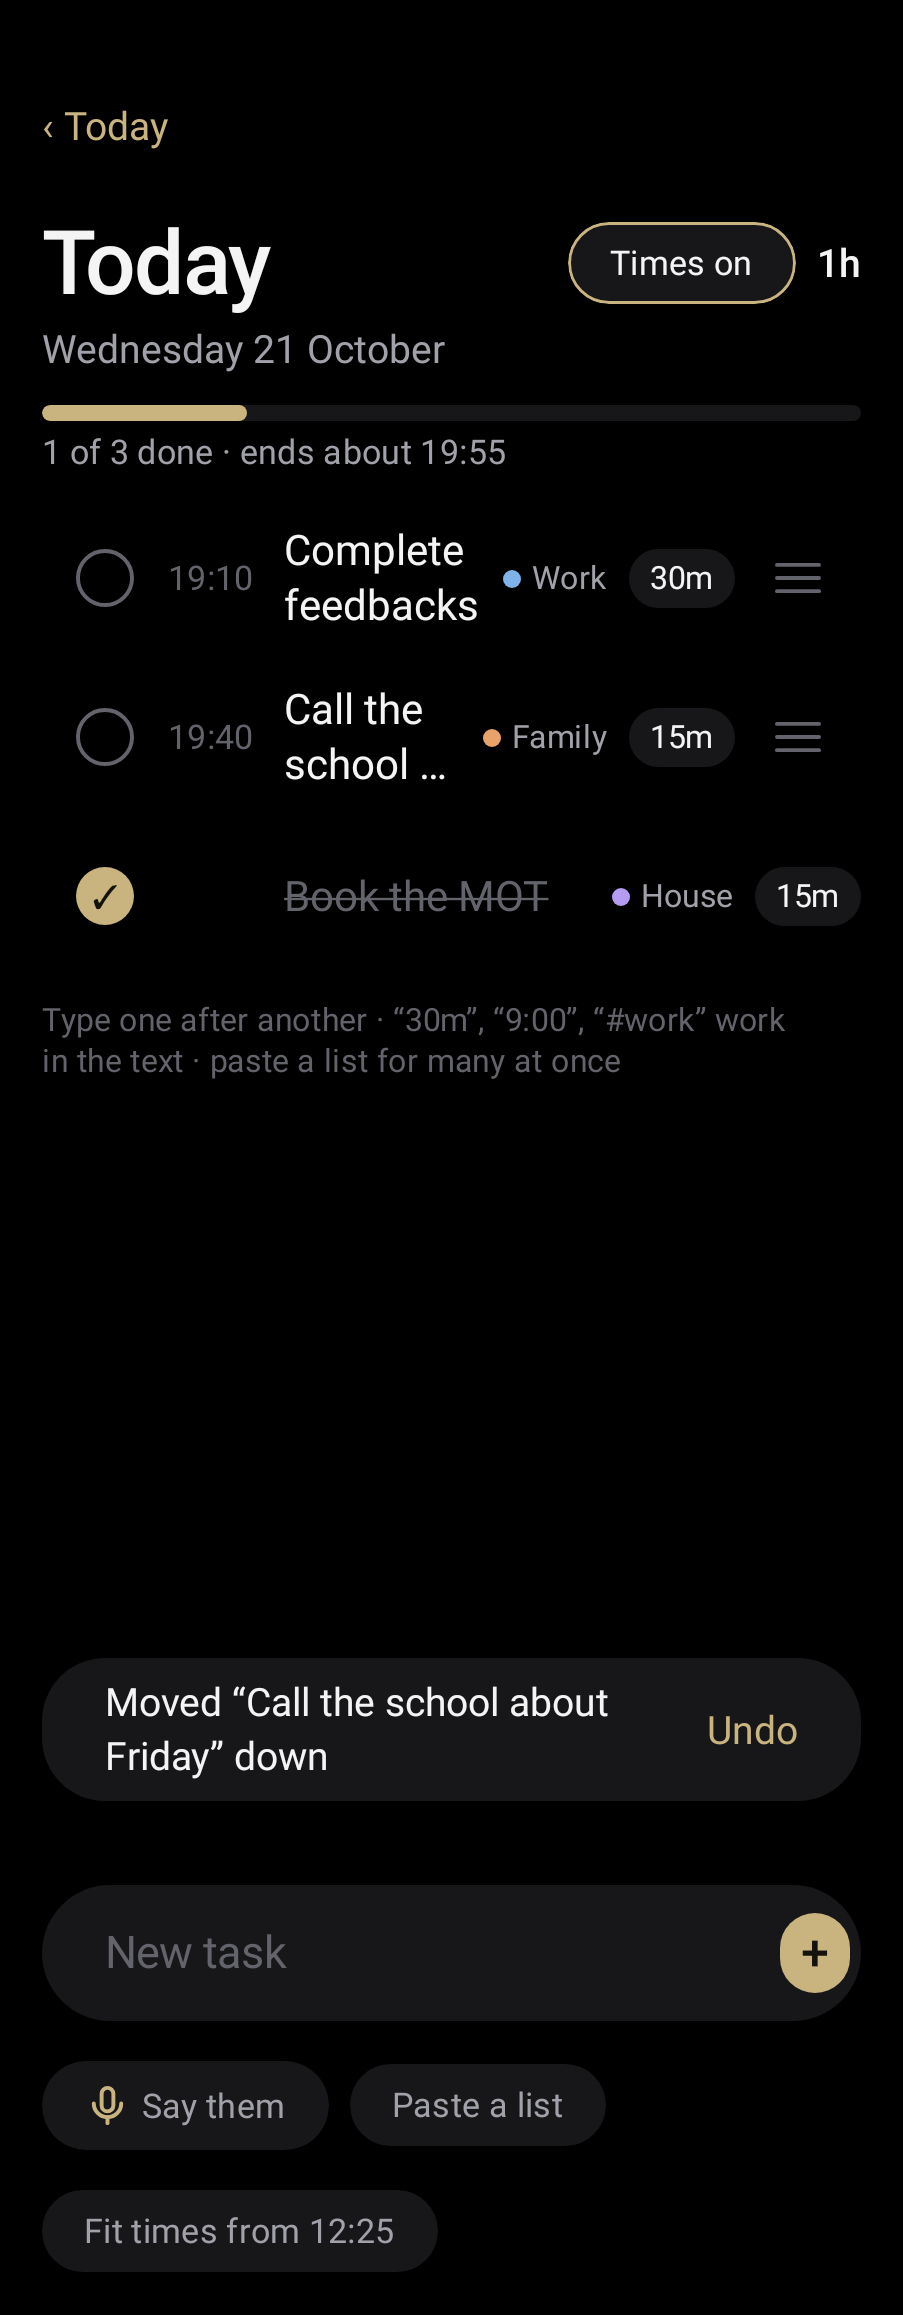 ‹ Today
Today
Times on
1h
Wednesday 21 October
1 of 3 done · ends about 19:55
19:10
Complete
feedbacks
Work
30m
19:40
Call the
school ...
Family
15m
✓
Book the MOT
House
15m
Type one after another · “30m”, “9:00”, “#work” work
in the text · paste a list for many at once
Moved “Call the school about
Friday” down
Undo
New task
+
Say them
Paste a list
Fit times from 12:25